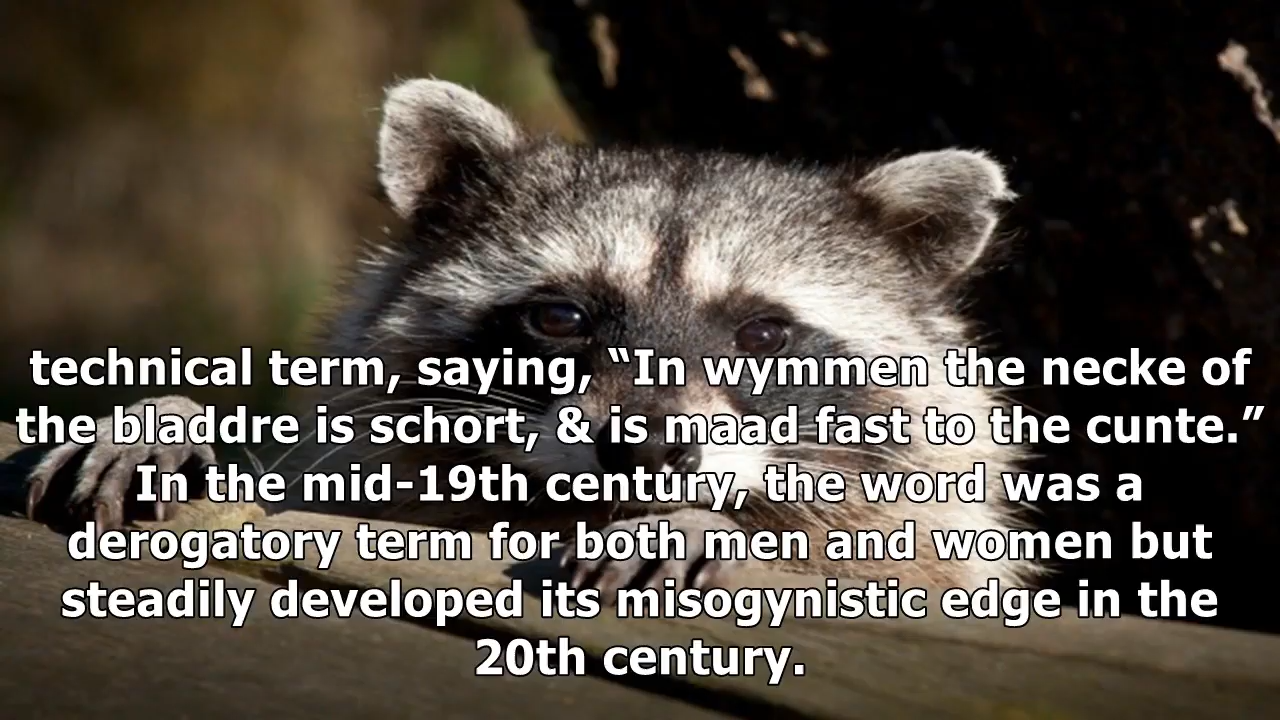 technical term, saying, “In wymmen the necke of
the bladdre is schort, & is maad fast to the cunte.”
In the mid-19th century, the word was a
derogatory term for both men and women but
steadily developed its misogynistic edge in the
20th century.